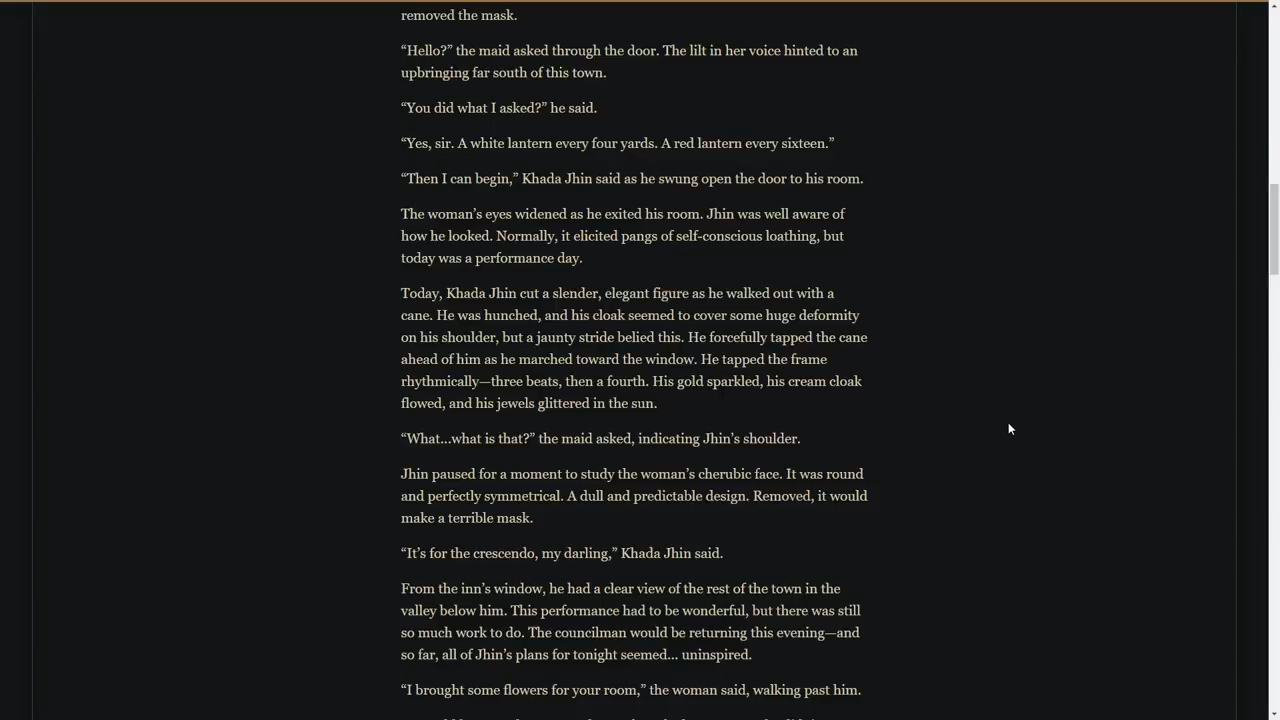 removed the mask.
“Hello?” the maid asked through the door. The lilt in her voice hinted to an
upbringing far south of this town.
“You did what I asked?” he said.
“Yes, sir. A white lantern every four yards. A red lantern every sixteen.”
“Then I can begin,” Khada Jhin said as he swung open the door to his room.
The woman’s eyes widened as he exited his room. Jhin was well aware of
how he looked. Normally, it elicited pangs of self-conscious loathing, but
today was a performance day.
Today, Khada Jhin cut a slender, elegant figure as he walked out with a
cane. He was hunched, and his cloak seemed to cover some huge deformity
on his shoulder, but a jaunty stride belied this. He forcefully tapped the cane
ahead of him as he marched toward the window. He tapped the frame
rhythmically—three beats, then a fourth. His gold sparkled, his cream cloak
flowed, and his jewels glittered in the sun.
“What...what is that?” the maid asked, indicating Jhin’s shoulder.
Jhin paused for a moment to study the woman’s cherubic face. It was round
and perfectly symmetrical. A dull and predictable design. Removed, it would
make a terrible mask.
“It’s for the crescendo, my darling,” Khada Jhin said.
From the inn’s window, he had a clear view of the rest of the town in the
valley below him. This performance had to be wonderful, but there was still
so much work to do. The councilman would be returning this evening—and
so far, all of Jhin’s plans for tonight seemed... uninspired.
“I brought some flowers for your room,” the woman said, walking past him.